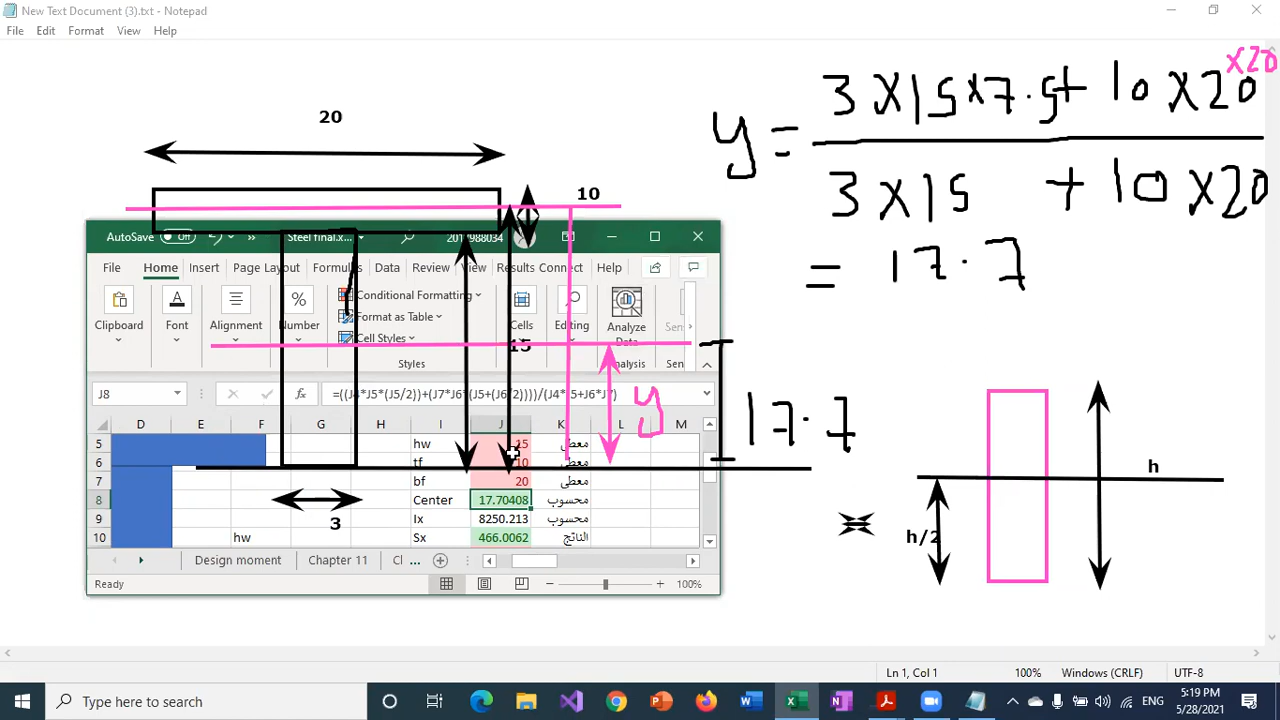 New Text Document (3).txt - Notepad
File Edit Format View Help
20
10
15
3
y = 3×15×7.5+ 10×20 ×20
3×15 + 10×20
= 17.7
17.7
y
h
h/2
AutoSave Off » Steel final.x... 201 988034
File Home Insert Page Layout Formulas Data Review View Results Connect Help
Clipboard Font Alignment % Number Conditional Formatting Format as Table Cell Styles Styles Cells Editing Analyze Data Sens
J8 fx =((J4*J5*(J5/2))+(J7*J6*(J5+(J6/2))))/(J4*J5+J6*J7)
D E F G H I J K L M
5 hw 15 معطى
6 tf 10 معطى
7 bf 20 معطى
8 Center 17.70408 محسوب
9 Ix 8250.213 محسوب
10 hw Sx 466.0062 الناتج
Design moment Chapter 11 Cl ...
Ready 100%
Ln 1, Col 1 100% Windows (CRLF) UTF-8
Type here to search
ENG
5:19 PM
5/28/2021